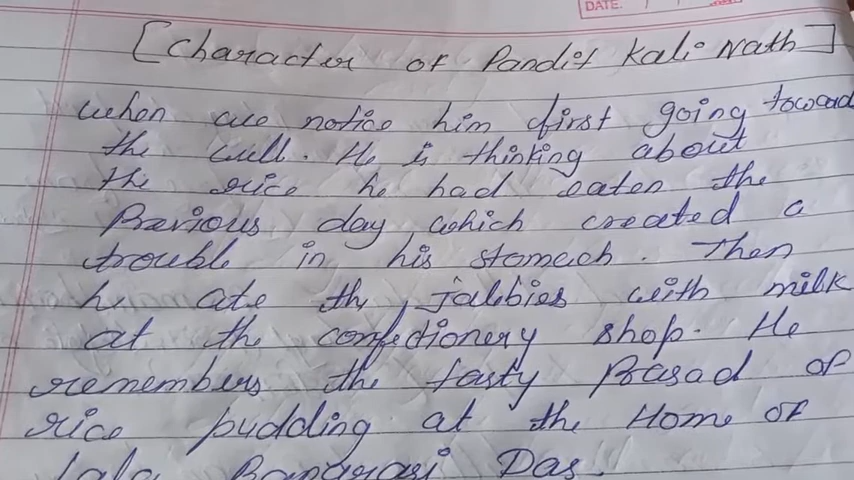 DATE / /
[Character of Pandit Kali Nath]
when we notice him first going toward
the well. He is thinking about
the rice he had eaten the
Previous day, which created a
trouble in his stomach. Then
he ate the jalebies with milk
at the confectionery shop. He
remembers the tasty Prasad of
rice pudding at the Home of
lala Banarasi Das.